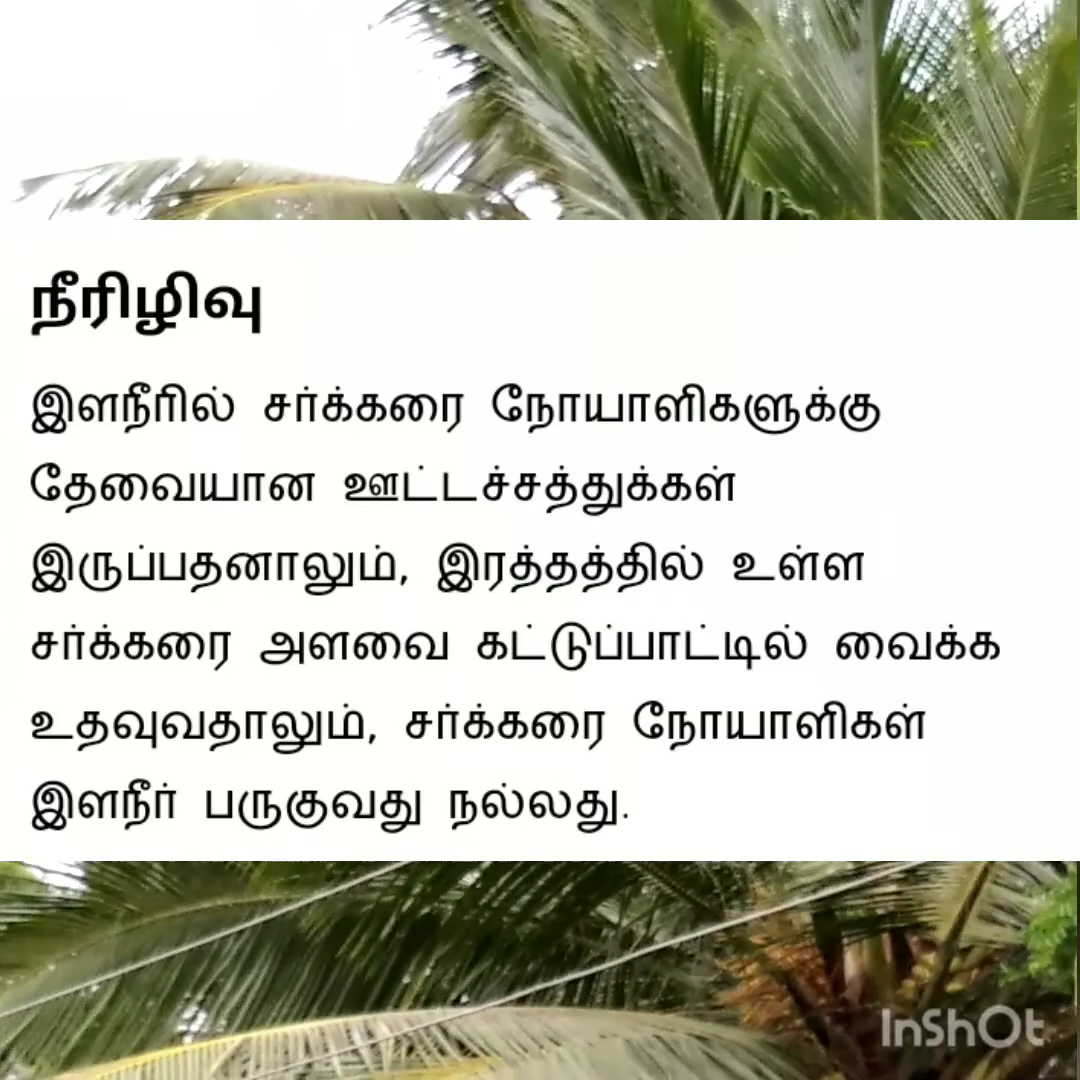 நீரிழிவு
இளநீரில் சர்க்கரை நோயாளிகளுக்கு
தேவையான ஊட்டச்சத்துக்கள்
இருப்பதனாலும், இரத்தத்தில் உள்ள
சர்க்கரை அளவை கட்டுப்பாட்டில் வைக்க
உதவுவதாலும், சர்க்கரை நோயாளிகள்
இளநீர் பருகுவது நல்லது.
InShOt